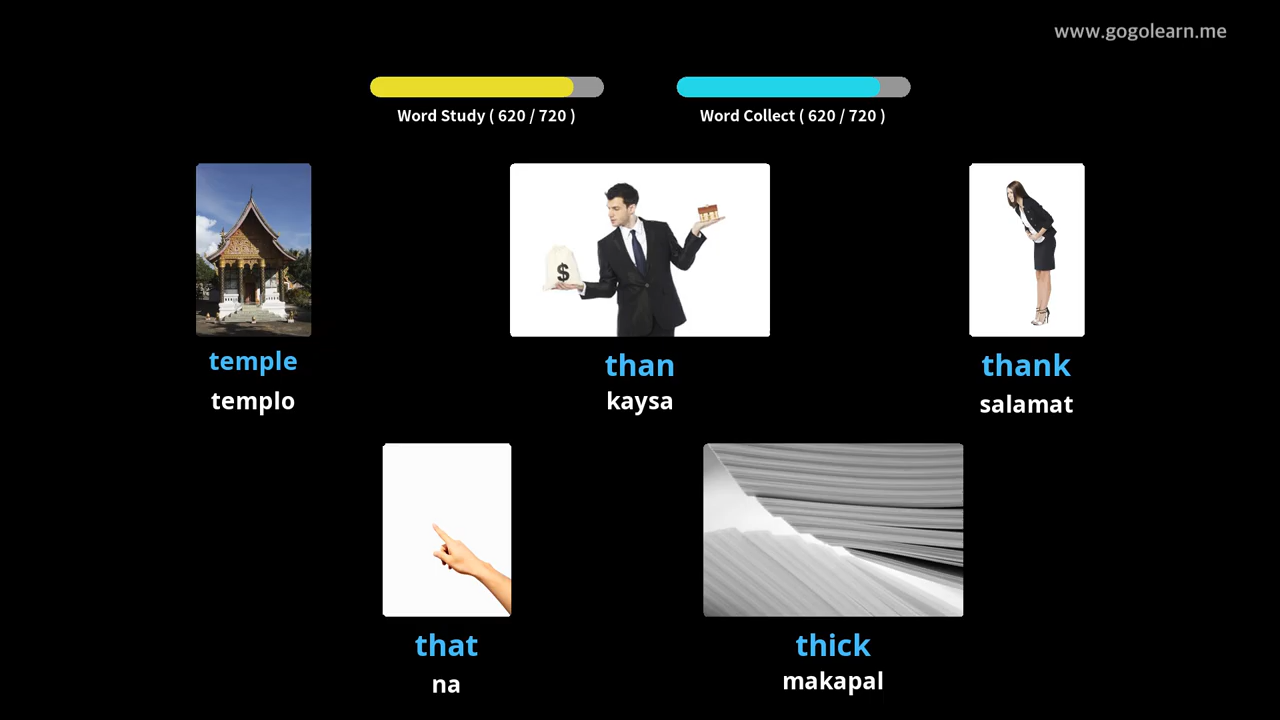 www.gogolearn.me
Word Study ( 620 / 720 )
Word Collect ( 620 / 720 )
$
temple
templo
than
kaysa
thank
salamat
that
na
thick
makapal